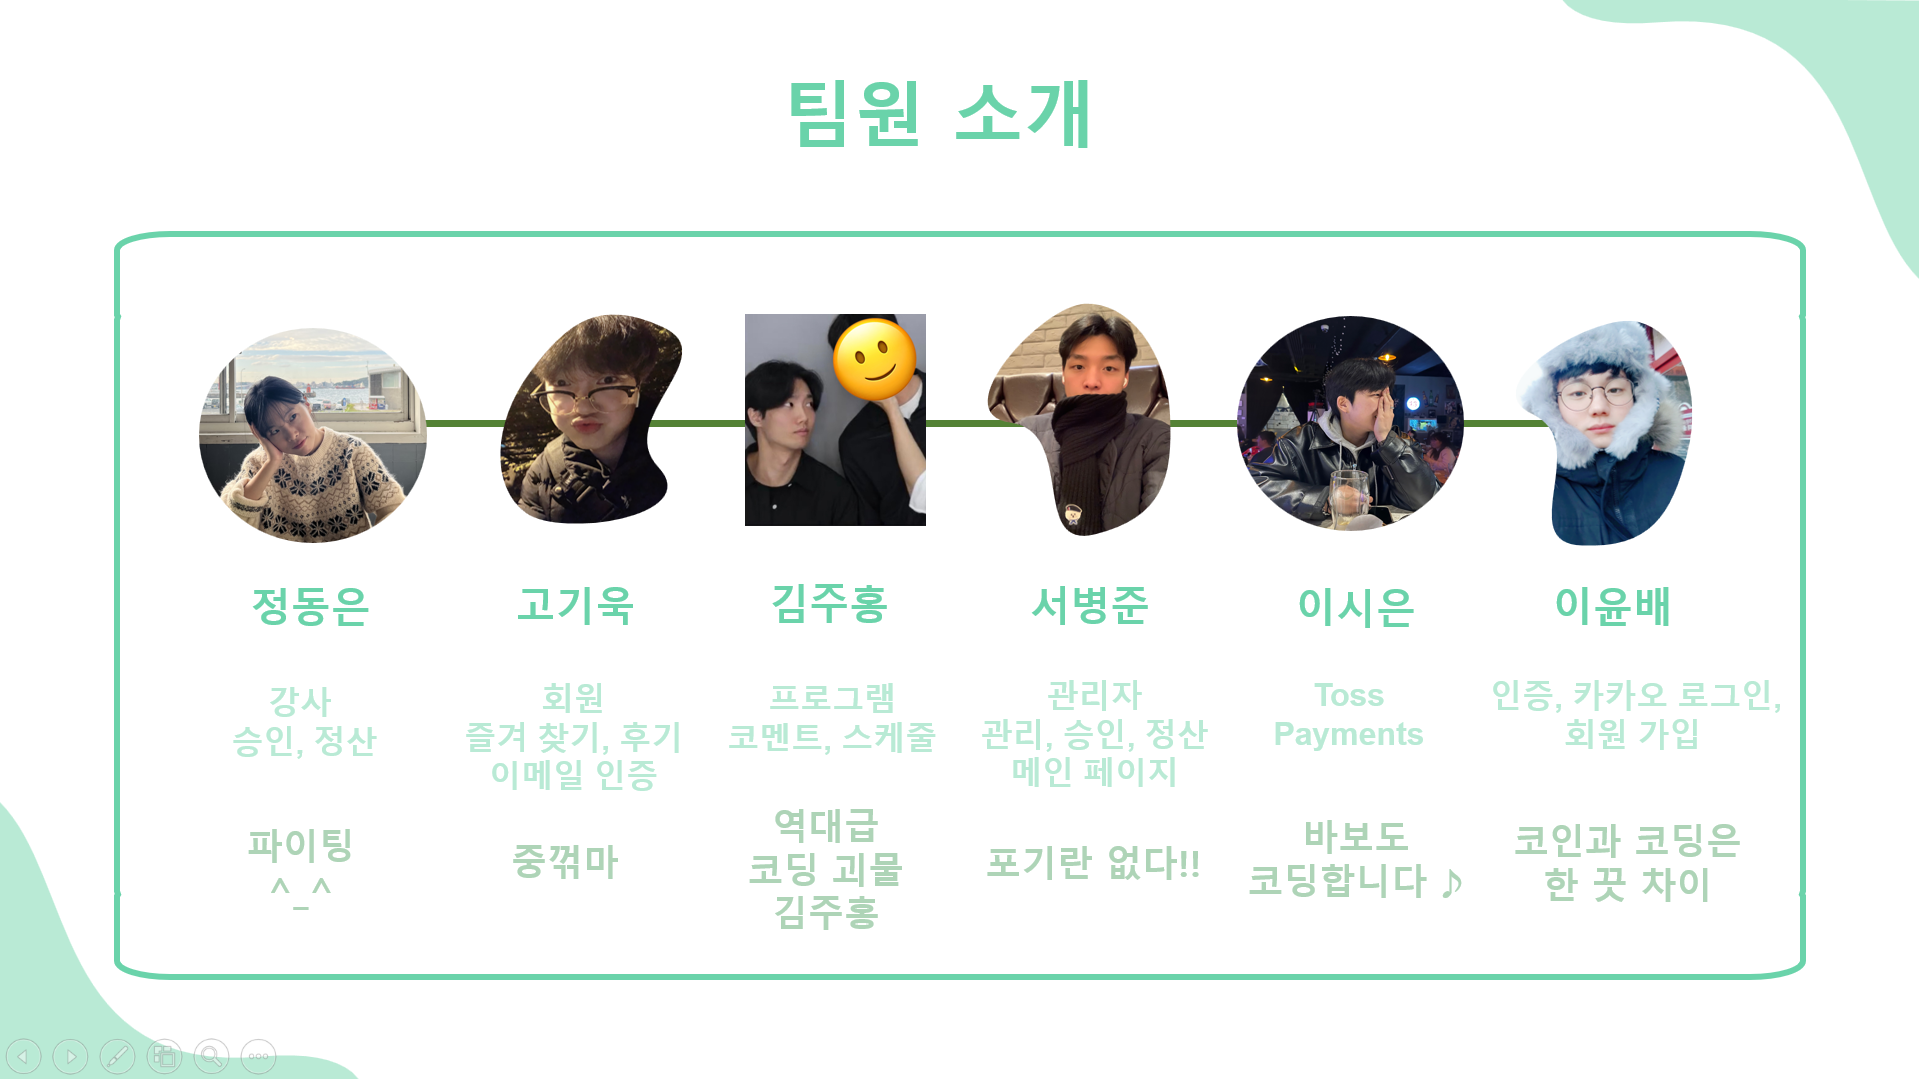 팀원 소개
정동은
고기욱
김주홍
서병준
이시은
이윤배
강사
승인, 정산
회원
즐겨 찾기, 후기
이메일 인증
프로그램
코멘트, 스케줄
관리자
관리, 승인, 정산
메인 페이지
Toss
Payments
인증, 카카오 로그인,
회원 가입
파이팅
^_^
중꺾마
역대급
코딩 괴물
김주홍
포기란 없다!!
바보도
코딩합니다 ♪
코인과 코딩은
한 끗 차이